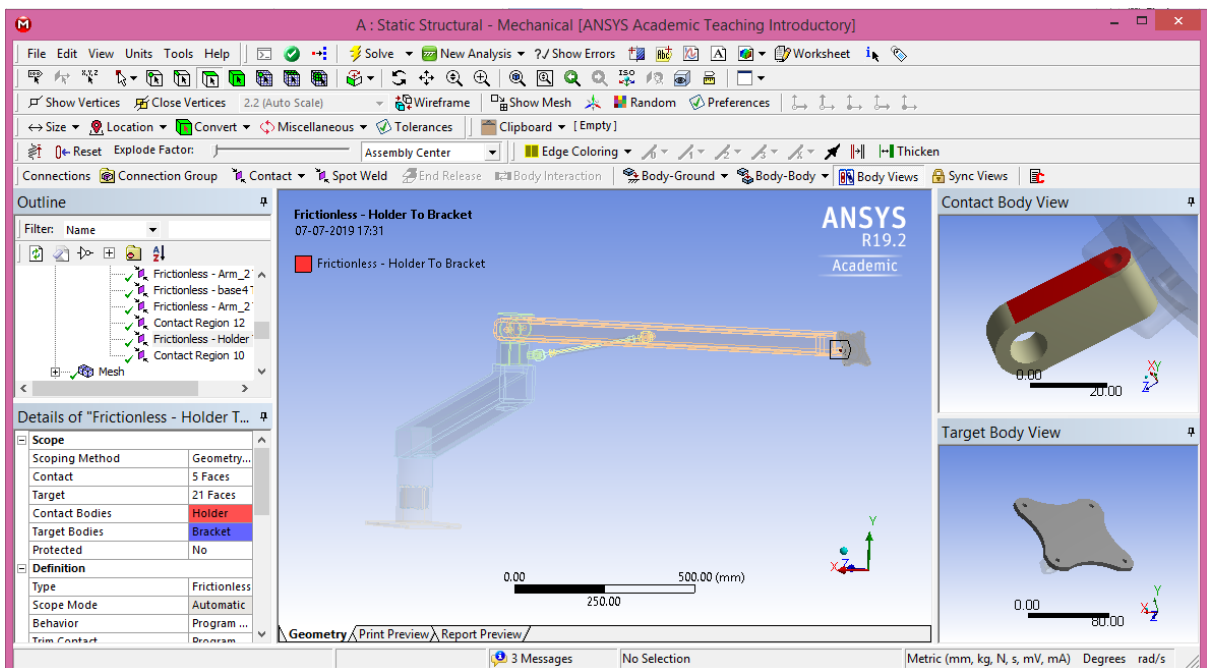 A : Static Structural - Mechanical [ANSYS Academic Teaching Introductory]
File Edit View Units Tools Help Solve New Analysis ?/ Show Errors Worksheet
Show Vertices Close Vertices 2.2 (Auto Scale) Wireframe Show Mesh Random Preferences
Size Location Convert Miscellaneous Tolerances Clipboard [Empty]
Reset Explode Factor: Assembly Center Edge Coloring Thicken
Connections Connection Group Contact Spot Weld End Release Body Interaction Body-Ground Body-Body Body Views Sync Views
Outline
Filter: Name
Frictionless - Arm_2
Frictionless - base4
Frictionless - Arm_2
Contact Region 12
Frictionless - Holder
Contact Region 10
Mesh
Details of "Frictionless - Holder T...
Scope
Scoping Method Geometry...
Contact 5 Faces
Target 21 Faces
Contact Bodies Holder
Target Bodies Bracket
Protected No
Definition
Type Frictionless
Scope Mode Automatic
Behavior Program ...
Trim Contact Program
Frictionless - Holder To Bracket
07-07-2019 17:31
Frictionless - Holder To Bracket
ANSYS
R19.2
Academic
Y
X
Z
0.00 500.00 (mm)
250.00
Geometry Print Preview Report Preview
Contact Body View
0.00
20.00
X Y
Z
Target Body View
0.00
80.00
Y
X
Z
3 Messages No Selection Metric (mm, kg, N, s, mV, mA) Degrees rad/s